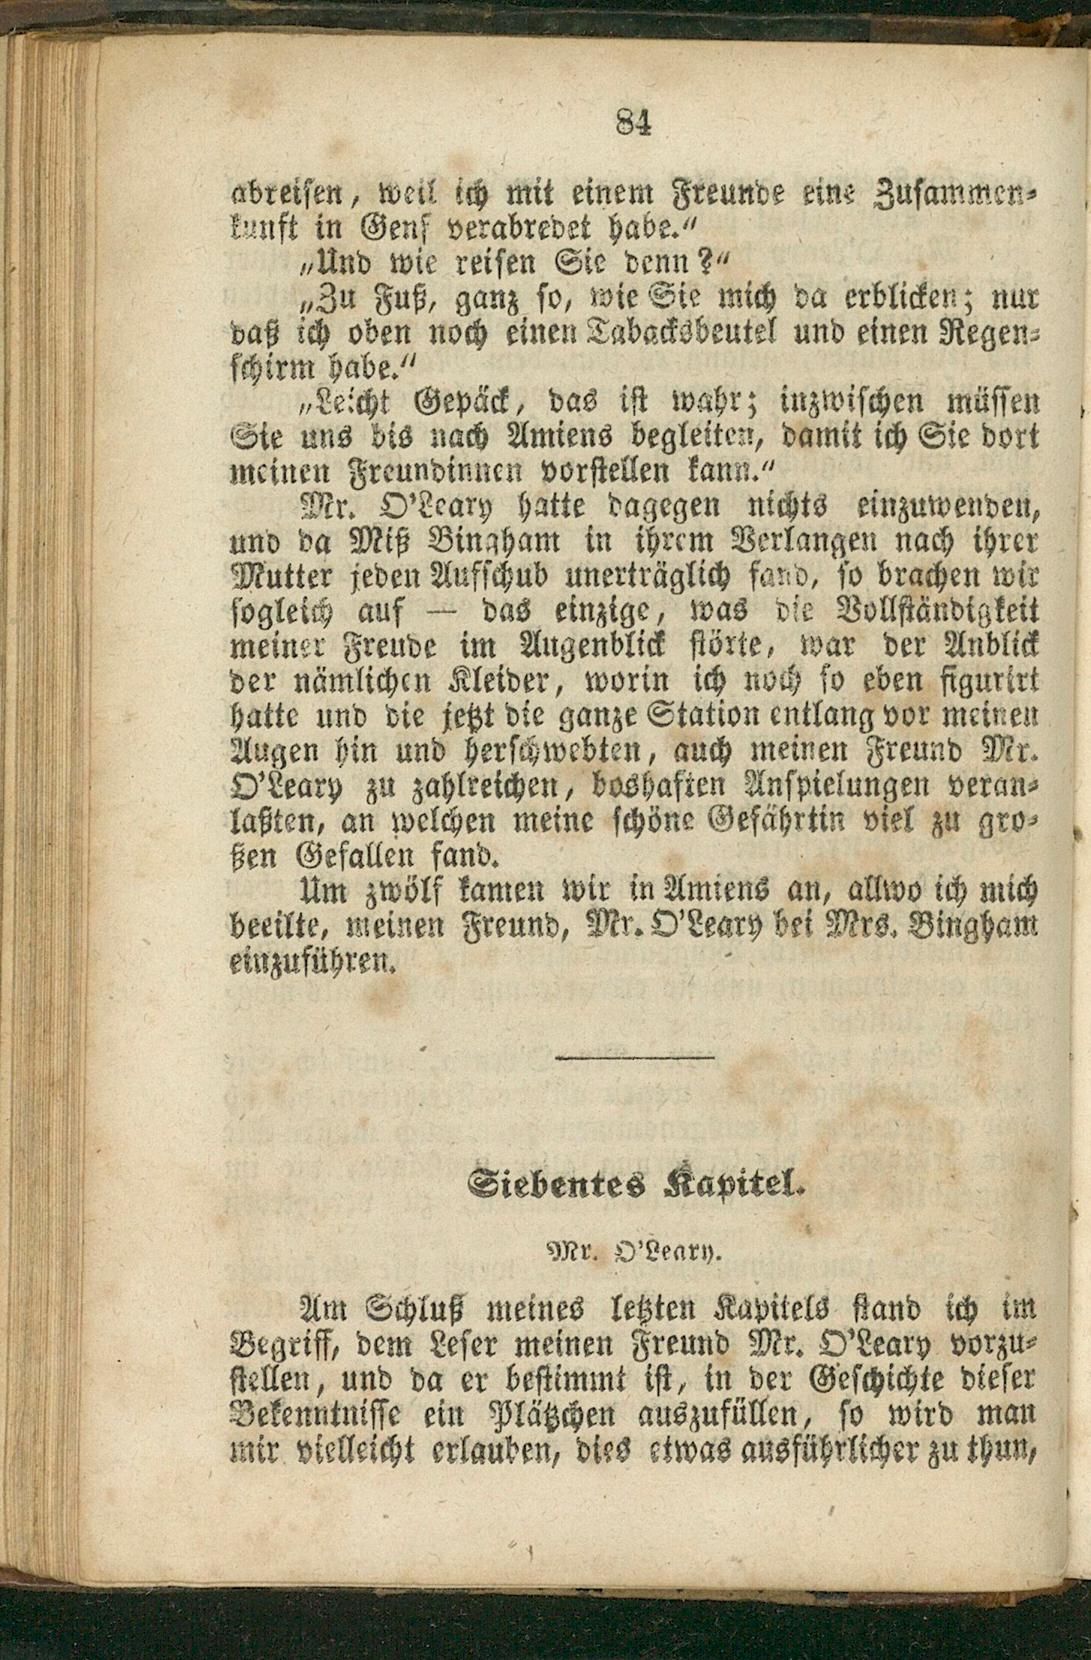 84
abreisen, weil ich mit einem Freunde eine Zusammen-
kunft in Genf verabredet habe.“
„Und wie reisen Sie denn?“
„Zu Fuß, ganz so, wie Sie mich da erblicken; nur
daß ich oben noch einen Tabacksbeutel und einen Regen-
schirm habe.“
„Leicht Gepäck, das ist wahr; inzwischen müssen
Sie uns bis nach Amiens begleiten, damit ich Sie dort
meinen Freundinnen vorstellen kann.“
Mr. O'Leary hatte dagegen nichts einzuwenden,
und da Miß Bingham in ihrem Verlangen nach ihrer
Mutter jeden Aufschub unerträglich fand, so brachen wir
sogleich auf — das einzige, was die Vollständigkeit
meiner Freude im Augenblick störte, war der Anblick
der nämlichen Kleider, worin ich noch so eben figurirt
hatte und die jetzt die ganze Station entlang vor meinen
Augen hin und herschwebten, auch meinen Freund Mr.
O'Leary zu zahlreichen, boshaften Anspielungen veran-
laßten, an welchen meine schöne Gefährtin viel zu gro-
ßen Gefallen fand.
Um zwölf kamen wir in Amiens an, allwo ich mich
beeilte, meinen Freund, Mr. O'Leary bei Mrs. Bingham
einzuführen.
Siebentes Kapitel.
Mr. O'Leary.
Am Schluß meines letzten Kapitels stand ich im
Begriff, dem Leser meinen Freund Mr. O'Leary vorzu-
stellen, und da er bestimmt ist, in der Geschichte dieser
Bekenntnisse ein Plätzchen auszufüllen, so wird man
mir vielleicht erlauben, dies etwas ausführlicher zu thun,